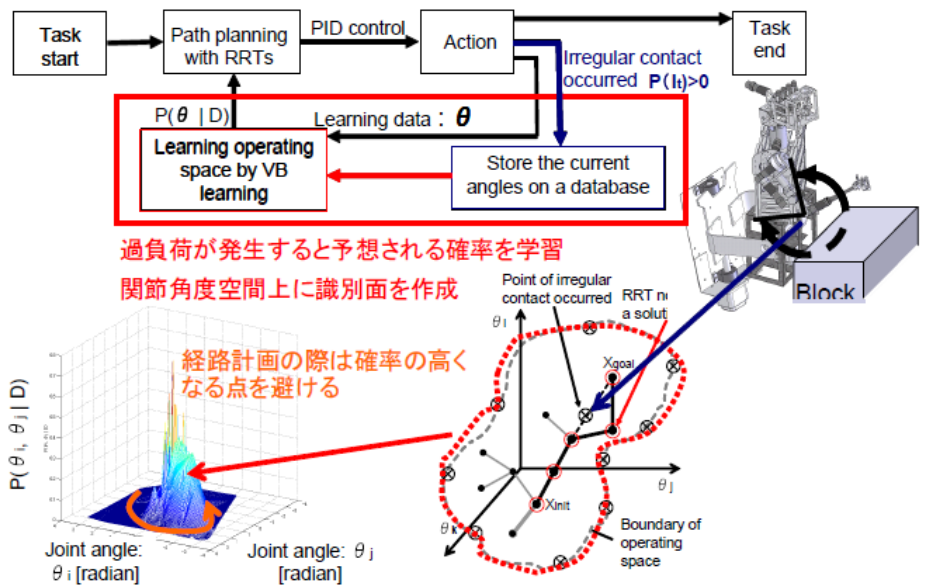 Task
start
Path planning
with RRTs
PID control
Action
Task
end
Irregular contact
occurred P(It)>0
P(θ | D)
Learning data : θ
Learning operating
space by VB
learning
Store the current
angles on a database
過負荷が発生すると予想される確率を学習
関節角度空間上に識別面を作成
Block
Point of irregular
contact occurred
RRT
a
経路計画の際は確率の高く
なる点を避ける
θi
Xgoal
P(θi, θj | D)
θj
Xinit
θk
Boundary of
operating
space
Joint angle:
θi [radian]
Joint angle: θj
[radian]